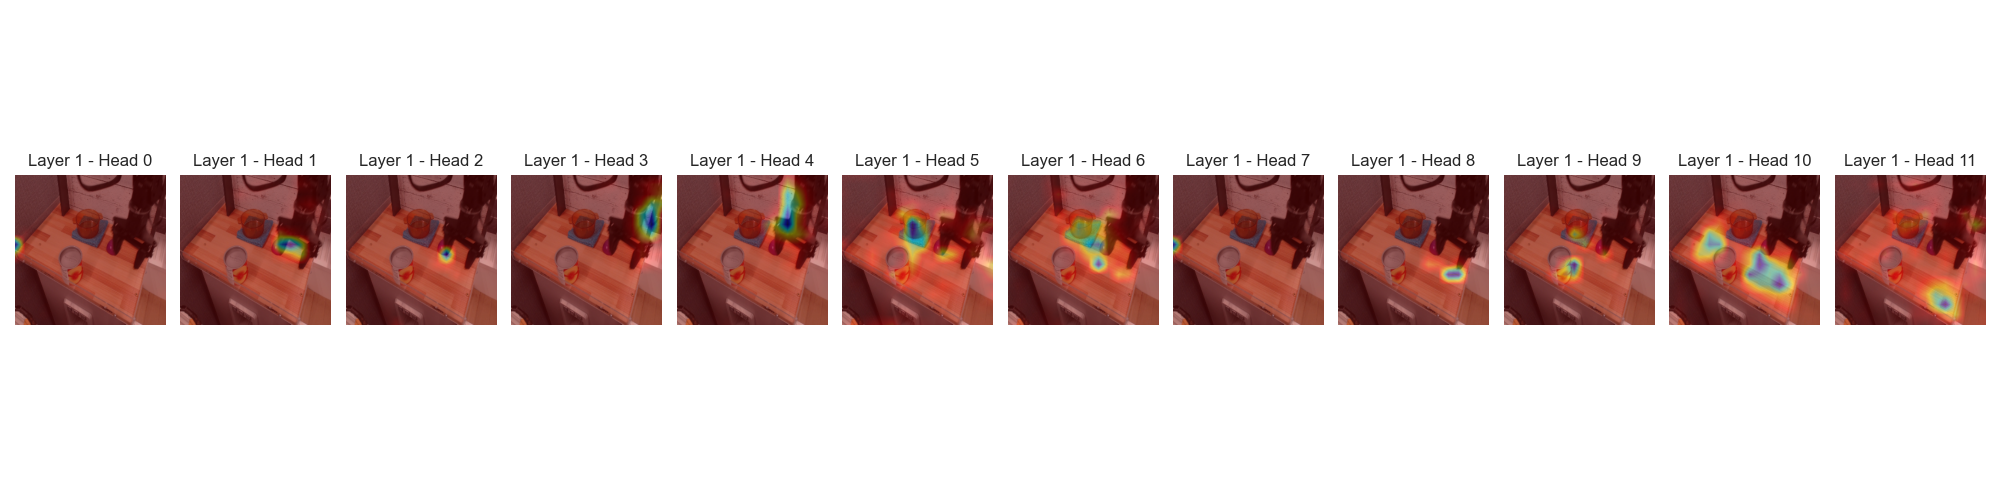 Layer 1 - Head 0
Layer 1 - Head 1
Layer 1 - Head 2
Layer 1 - Head 3
Layer 1 - Head 4
Layer 1 - Head 5
Layer 1 - Head 6
Layer 1 - Head 7
Layer 1 - Head 8
Layer 1 - Head 9
Layer 1 - Head 10
Layer 1 - Head 11